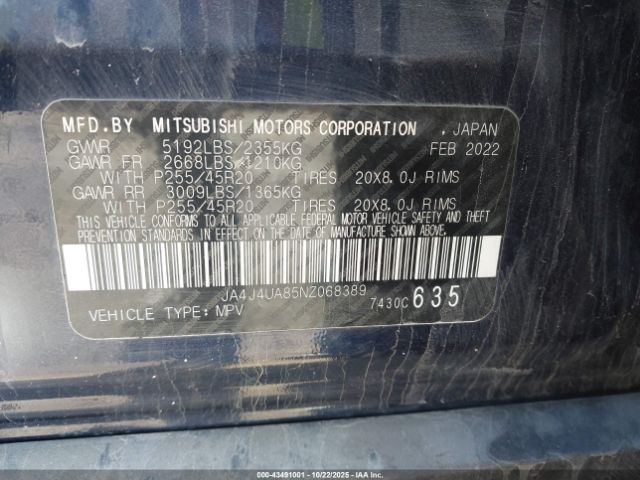 MFD.BY MITSUBISHI MOTORS CORPORATION . JAPAN
GVWR 5192LBS/2355KG FEB 2022
GAWR FR 2668LBS/1210KG
WITH P255/45R20 TIRES 20X8.0J RIMS
GAWR RR 3009LBS/1365KG
WITH P255/45R20 TIRES 20X8.0J RIMS
THIS VEHICLE CONFORMS TO ALL APPLICABLE FEDERAL MOTOR VEHICLE SAFETY AND THEFT
PREVENTION STANDARDS IN EFFECT ON THE DATE OF MANUFACTURE SHOWN ABOVE.
JA4J4UA85NZ068389
7430C 635
VEHICLE TYPE: MPV
000-43491001 - 10/22/2025 - IAAI.COM